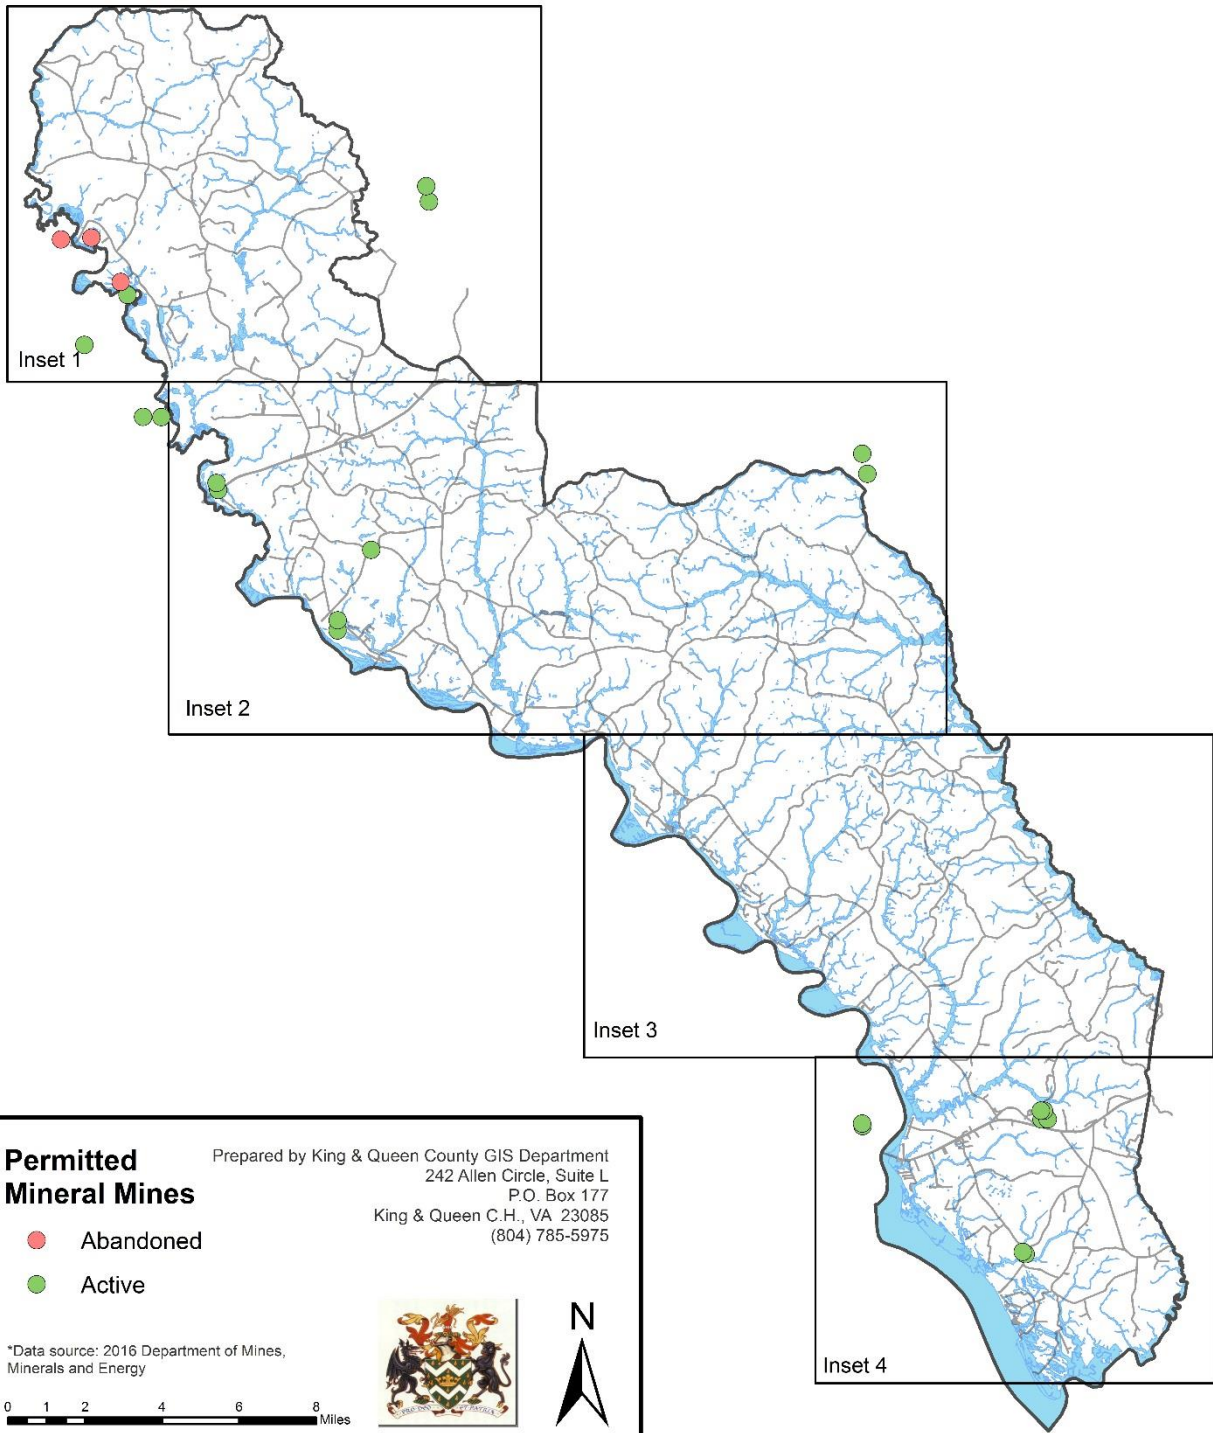 Inset 1
Inset 2
Inset 3
Inset 4
Permitted
Mineral Mines
Abandoned
Active
Prepared by King & Queen County GIS Department
242 Allen Circle, Suite L
P.O. Box 177
King & Queen C.H., VA 23085
(804) 785-5975
*Data source: 2016 Department of Mines,
Minerals and Energy
0 1 2 4 6 8 Miles
N